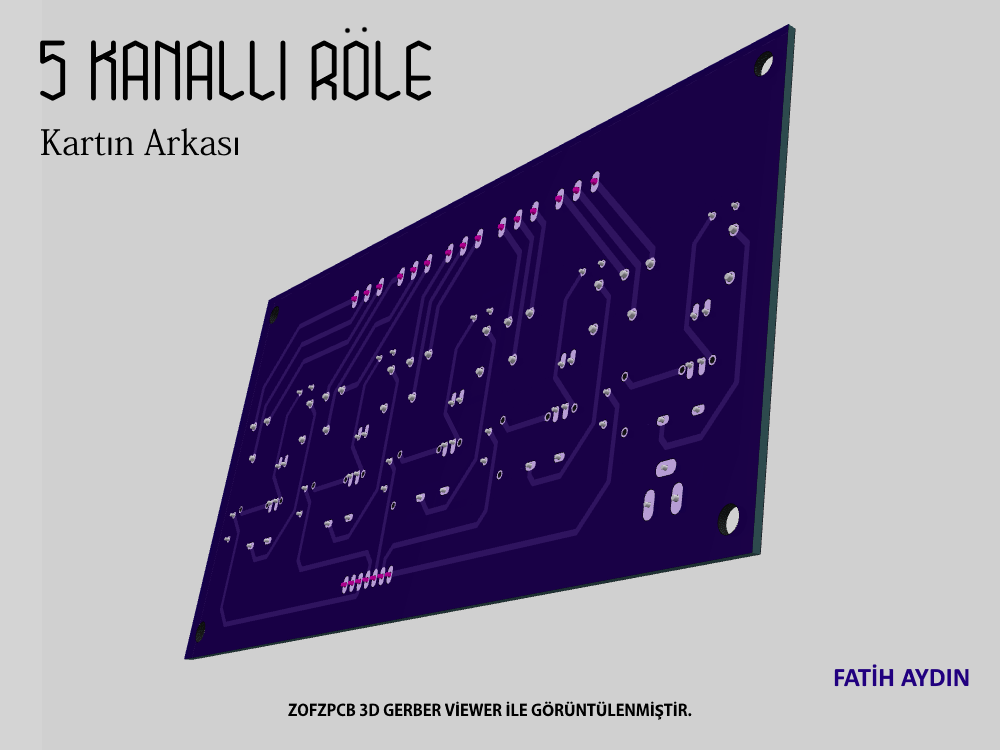 5 KANALLI RÖLE
Kartın Arkası
FATİH AYDIN
ZOFZPCB 3D GERBER VİEWER İLE GÖRÜNTÜLENMİŞTİR.